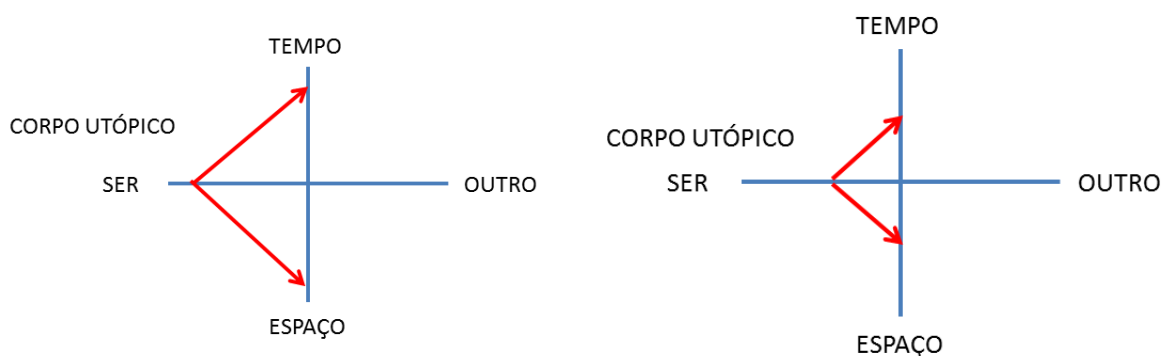 TEMPO
CORPO UTÓPICO
SER
OUTRO
ESPAÇO
TEMPO
CORPO UTÓPICO
SER
OUTRO
ESPAÇO